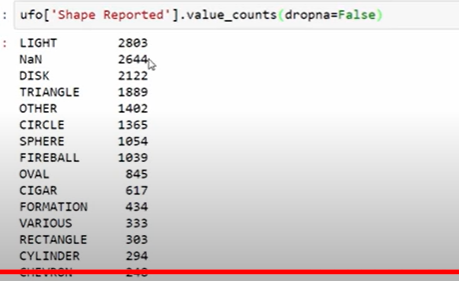 : ufo['Shape Reported'].value_counts(dropna=False)
: LIGHT 2803
NaN 2644
DISK 2122
TRIANGLE 1889
OTHER 1402
CIRCLE 1365
SPHERE 1054
FIREBALL 1039
OVAL 845
CIGAR 617
FORMATION 434
VARIOUS 333
RECTANGLE 303
CYLINDER 294
CHEVRON